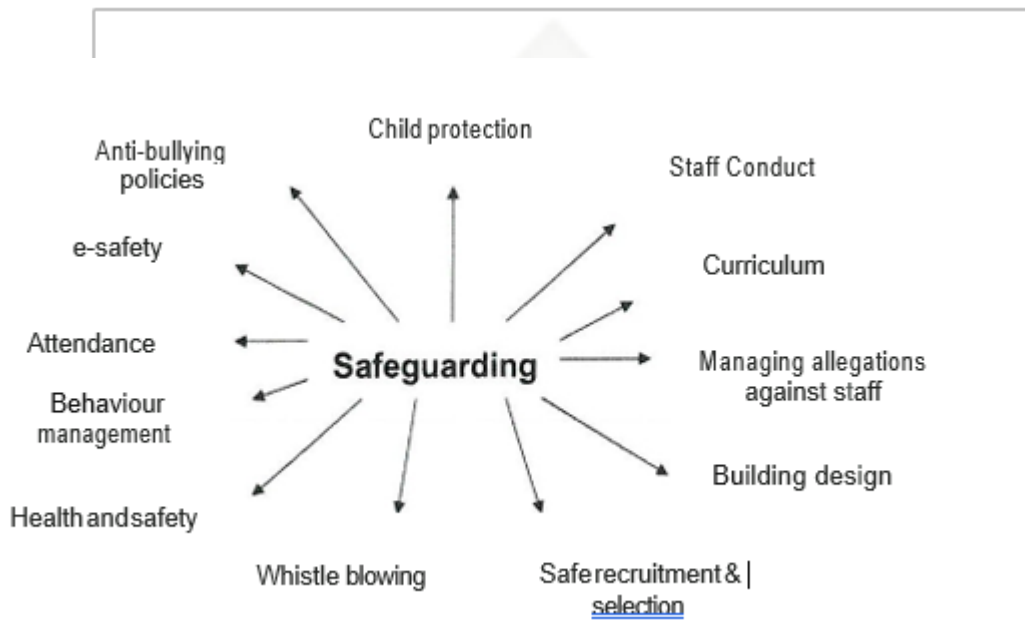 Child protection
Anti-bullying
policies
Staff Conduct
e-safety
Curriculum
Attendance
Safeguarding
Managing allegations
against staff
Behaviour
management
Building design
Health and safety
Whistle blowing
Safe recruitment &
selection